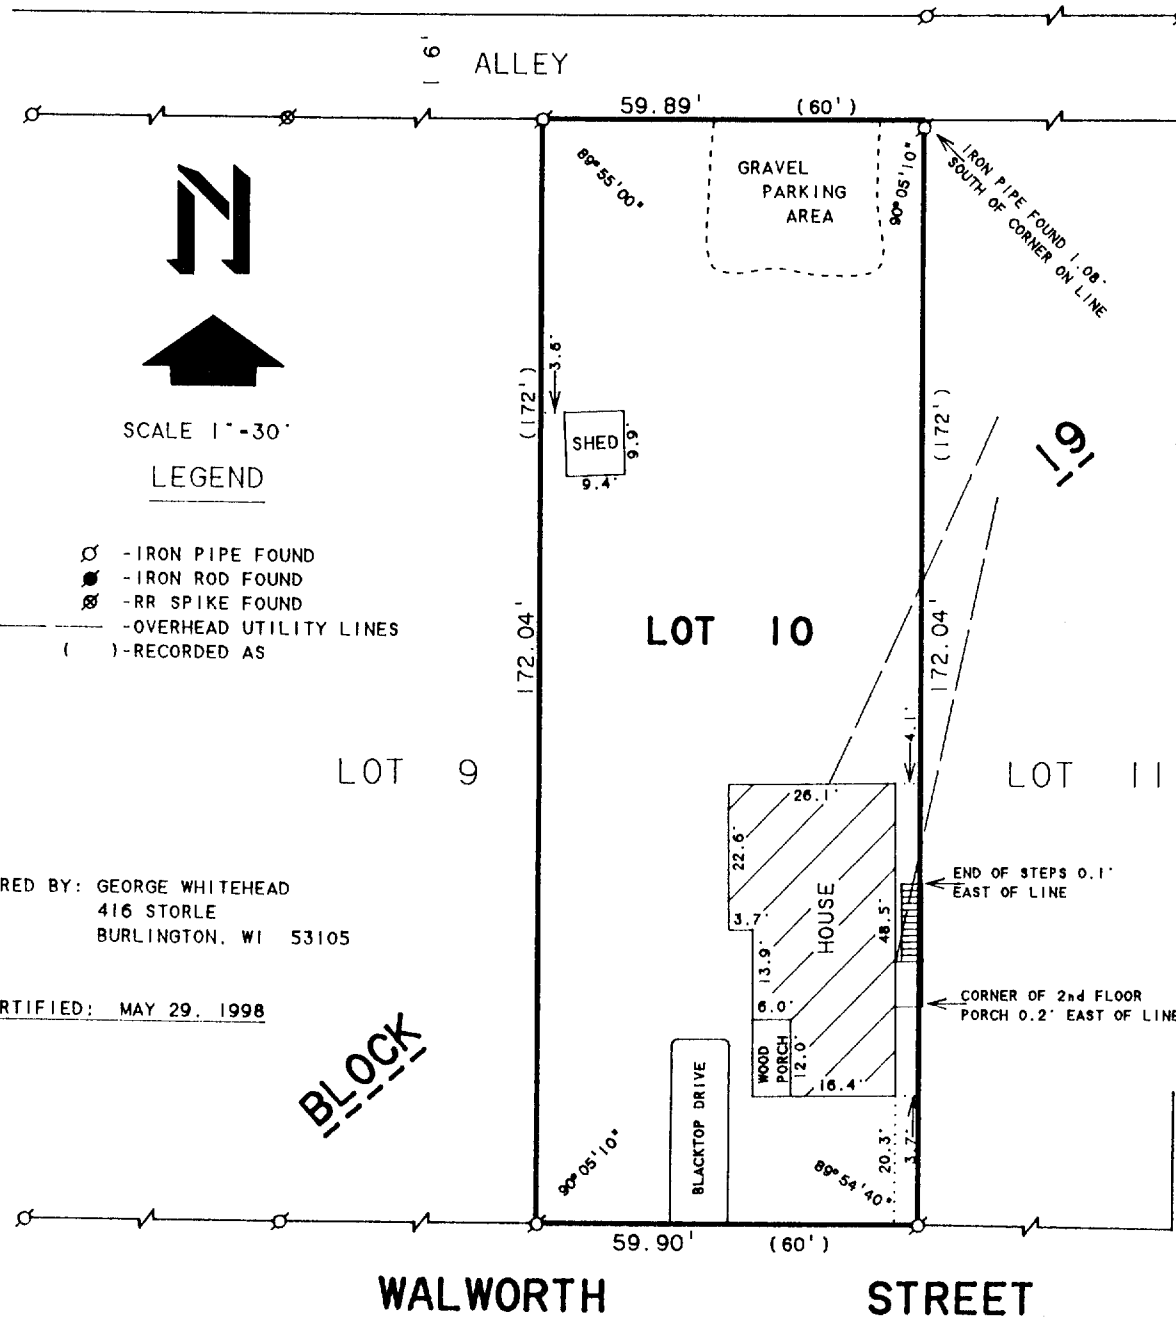 16'
ALLEY
59.89' (60')
89°55'00"
90°05'10"
GRAVEL
PARKING
AREA
IRON PIPE FOUND 1.08'
SOUTH OF CORNER ON LINE
N
SCALE 1"-30'
LEGEND
-IRON PIPE FOUND
-IRON ROD FOUND
-RR SPIKE FOUND
-OVERHEAD UTILITY LINES
( )-RECORDED AS
(172')
3.6'
SHED
9.9'
9.4'
(172')
16
172.04'
LOT 10
172.04'
4.1'
LOT 9
LOT 11
26.1'
22.6'
3.7'
HOUSE
48.5'
13.9'
6.0'
WOOD
PORCH
12.0'
16.4'
END OF STEPS 0.1'
EAST OF LINE
CORNER OF 2nd FLOOR
PORCH 0.2' EAST OF LINE
RED BY: GEORGE WHITEHEAD
416 STORLE
BURLINGTON, WI 53105
RTIFIED: MAY 29, 1998
BLOCK
BLACKTOP DRIVE
20.3'
3.7'
90°05'10"
89°54'40"
59.90' (60')
WALWORTH STREET